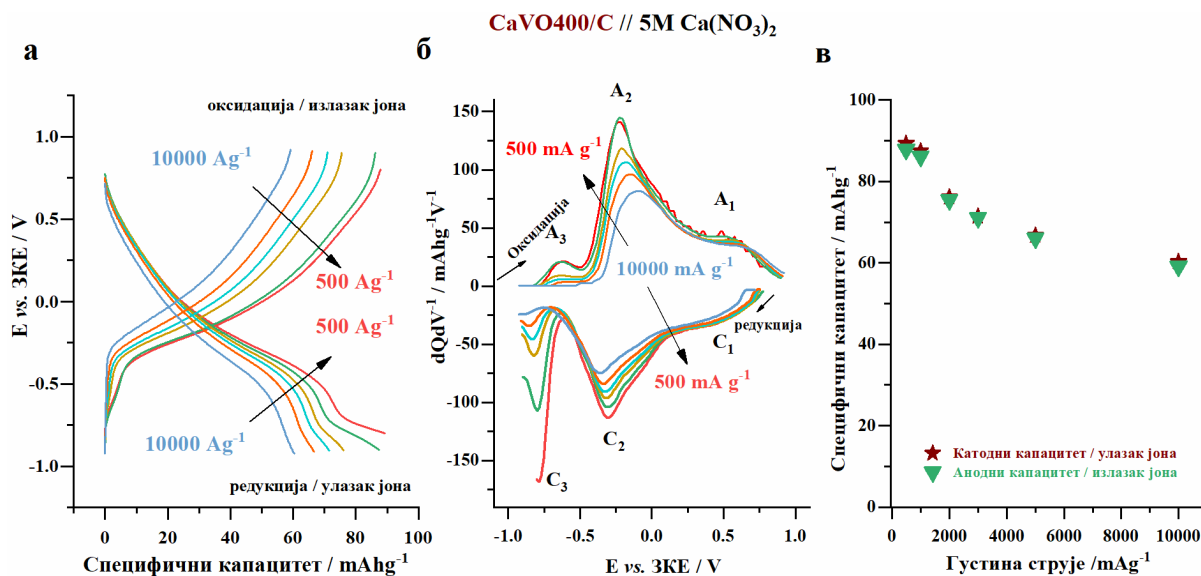 CaVO400/C // 5M Ca(NO₃)₂
а
оксидација / излазак јона
10000 Ag⁻¹
500 Ag⁻¹
500 Ag⁻¹
10000 Ag⁻¹
редукција / улазак јона
1.0
0.5
0.0
-0.5
-1.0
E vs. ЗКЕ / V
0
20
40
60
80
100
Специфични капацитет / mAhg⁻¹
б
A₂
500 mA g⁻¹
Оксидација
A₃
A₁
10000 mA g⁻¹
C₁
редукција
500 mA g⁻¹
C₂
C₃
150
100
50
0
-50
-100
-150
dQdV⁻¹ / mAhg⁻¹V⁻¹
-1.0
-0.5
0.0
0.5
1.0
E vs. ЗКЕ / V
в
100
80
60
40
20
0
Специфични капацитет / mAhg⁻¹
Катодни капацитет / улазак јона
Анодни капацитет / излазак јона
0
2000
4000
6000
8000
10000
Густина струје /mAg⁻¹